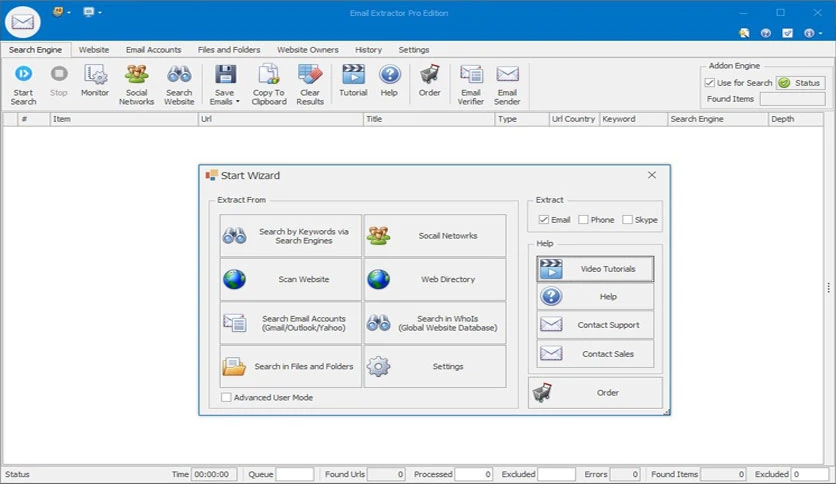 Email Extractor Pro Edition
Search Engine Website Email Accounts Files and Folders Website Owners History Settings
Start Search
Stop
Monitor
Social Networks
Search Website
Save Emails
Copy To Clipboard
Clear Results
Tutorial
Help
Order
Email Verifier
Email Sender
Addon Engine
Use for Search
Status
Found Items
# Item Url Title Type Url Country Keyword Search Engine Depth
Start Wizard
Extract From
Search by Keywords via
Search Engines
Socail Netowrks
Scan Website
Web Directory
Search Email Accounts
(Gmail/Outlook/Yahoo)
Search in WhoIs
(Global Website Database)
Search in Files and Folders
Settings
Advanced User Mode
Extract
Email Phone Skype
Help
Video Tutorials
Help
Contact Support
Contact Sales
Order
Status Time 00:00:00 Queue Found Urls 0 Processed 0 Excluded Errors 0 Found Items 0 Excluded 0